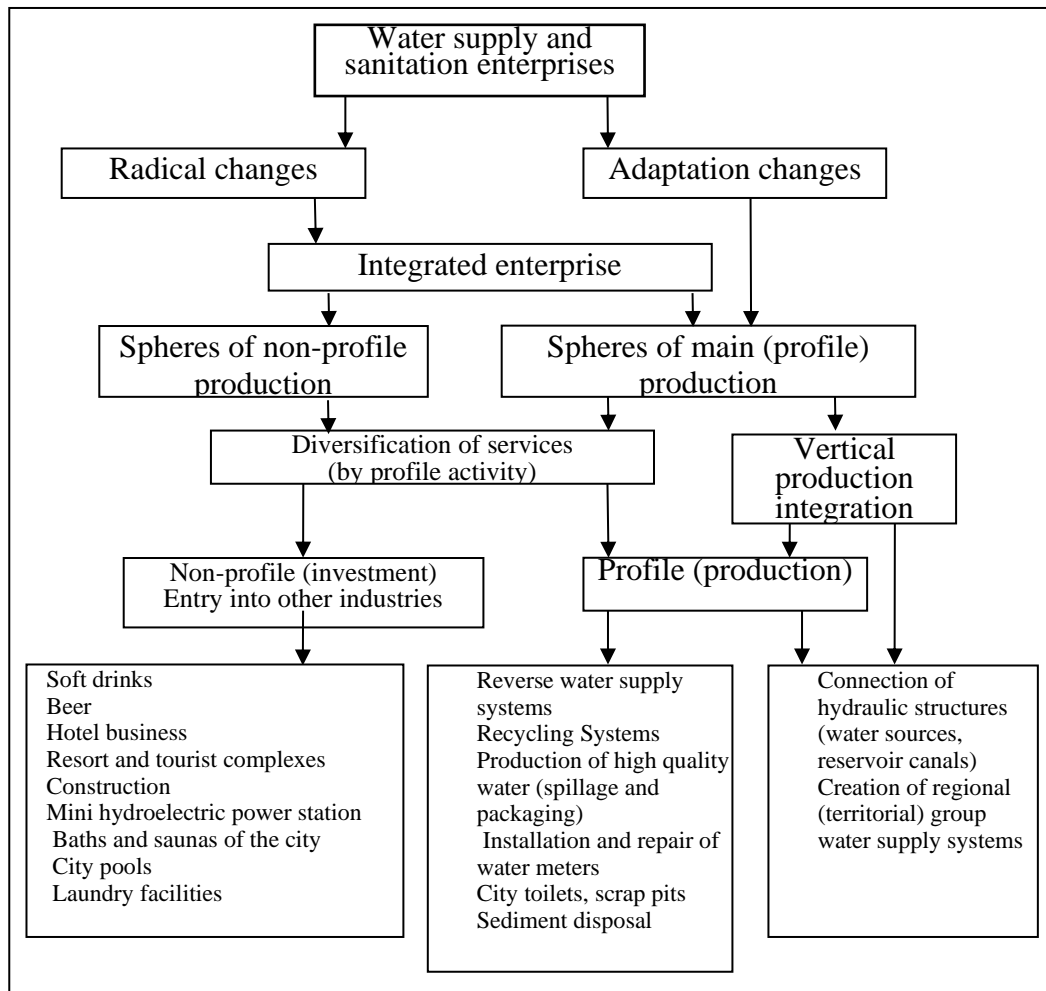 Water supply and
sanitation enterprises
Radical changes
Adaptation changes
Integrated enterprise
Spheres of non-profile
production
Spheres of main (profile)
production
Diversification of services
(by profile activity)
Vertical
production
integration
Non-profile (investment)
Entry into other industries
Profile (production)
Soft drinks
Beer
Hotel business
Resort and tourist complexes
Construction
Mini hydroelectric power station
Baths and saunas of the city
City pools
Laundry facilities
Reverse water supply
systems
Recycling Systems
Production of high quality
water (spillage and
packaging)
Installation and repair of
water meters
City toilets, scrap pits
Sediment disposal
Connection of
hydraulic structures
(water sources,
reservoir canals)
Creation of regional
(territorial) group
water supply systems